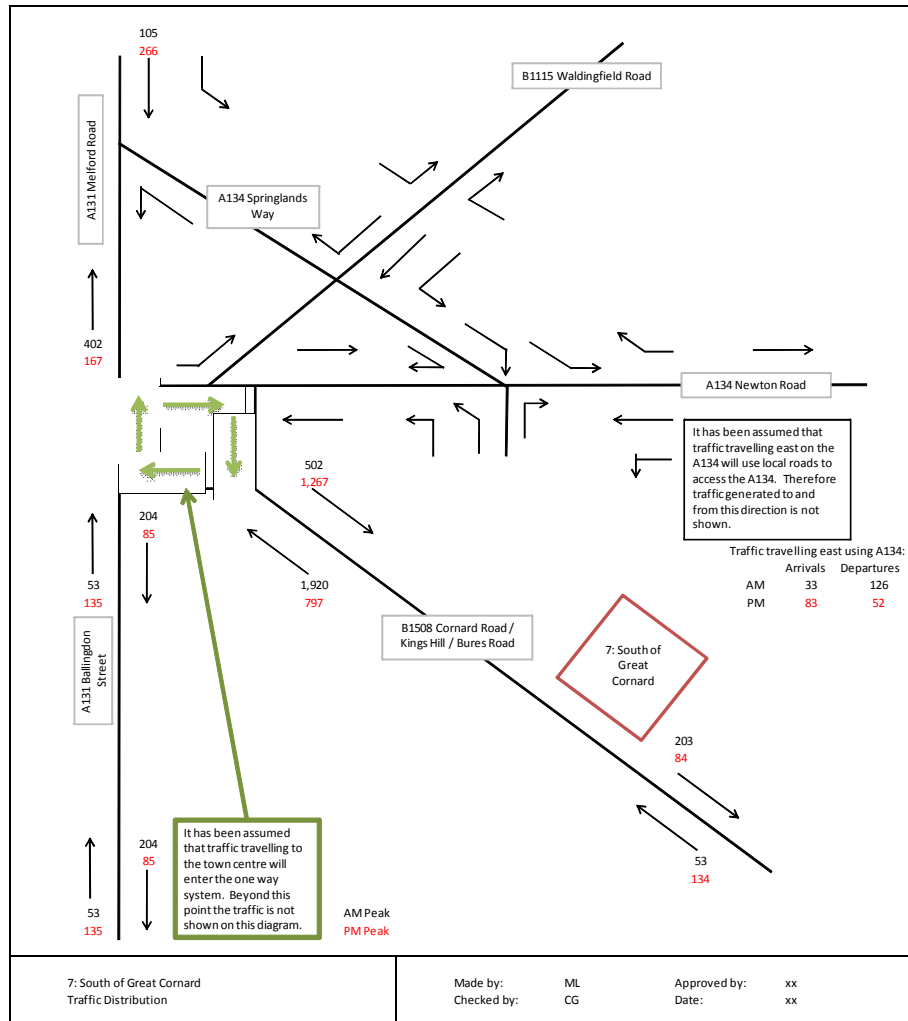 105
266
B1115 Waldingfield Road
A131 Melford Road
A134 Springlands
Way
402
167
A134 Newton Road
It has been assumed that
traffic travelling east on the
A134 will use local roads to
access the A134. Therefore
traffic generated to and
from this direction is not
shown.
502
1,267
204
85
53
135
1,920
797
Traffic travelling east using A134:
Arrivals Departures
AM 33 126
PM 83 52
A131 Ballingdon
Street
B1508 Cornard Road /
Kings Hill / Bures Road
7: South of
Great
Cornard
203
84
It has been assumed
that traffic travelling to
the town centre will
enter the one way
system. Beyond this
point the traffic is not
shown on this diagram.
204
85
53
135
53
134
AM Peak
PM Peak
7: South of Great Cornard
Traffic Distribution
Made by: ML Approved by: xx
Checked by: CG Date: xx